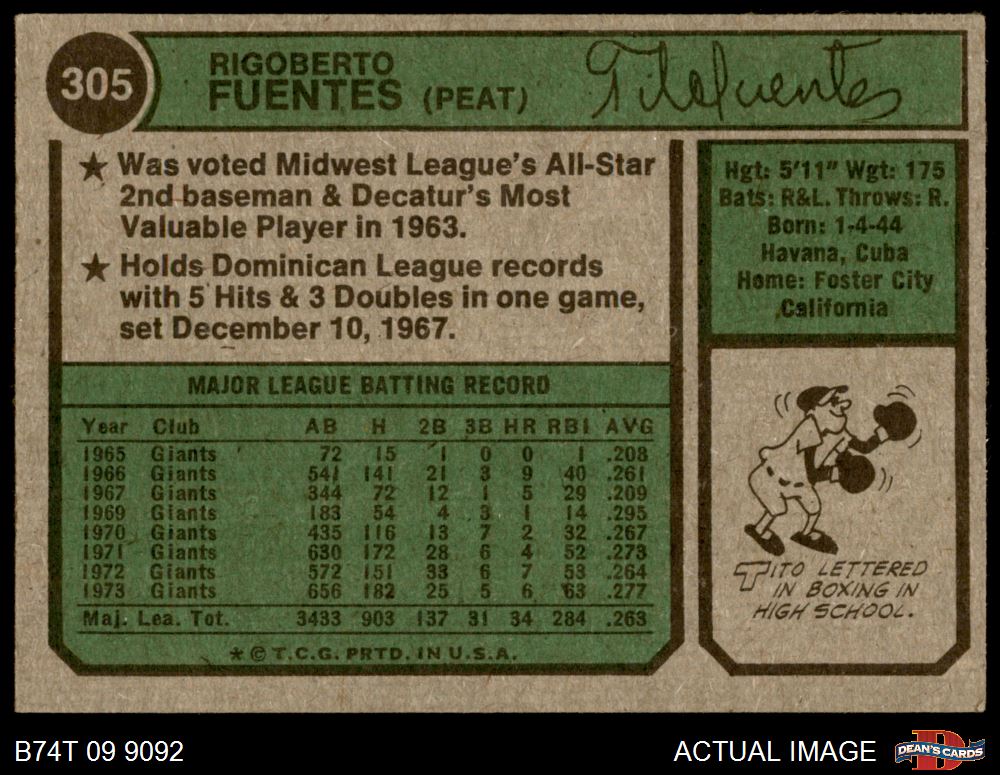 305
RIGOBERTO
FUENTES (PEAT)
Tito Fuentes
★ Was voted Midwest League's All-Star
2nd baseman & Decatur's Most
Valuable Player in 1963.
★ Holds Dominican League records
with 5 Hits & 3 Doubles in one game,
set December 10, 1967.
Hgt: 5'11" Wgt: 175
Bats: R&L. Throws: R.
Born: 1-4-44
Havana, Cuba
Home: Foster City
California
MAJOR LEAGUE BATTING RECORD
Year Club AB H 2B 3B HR RBI AVG
1965 Giants 72 15 1 0 0 1 .208
1966 Giants 541 141 21 3 9 40 .261
1967 Giants 344 72 12 1 5 29 .209
1969 Giants 183 54 4 3 1 14 .295
1970 Giants 435 116 13 7 2 32 .267
1971 Giants 630 172 28 6 4 52 .273
1972 Giants 572 151 33 6 7 53 .264
1973 Giants 656 182 25 5 6 63 .277
Maj. Lea. Tot. 3433 903 137 31 34 284 .263
* © T.C.G. PRTD. IN U.S.A.
TITO LETTERED
IN BOXING IN
HIGH SCHOOL.
B74T 09 9092
ACTUAL IMAGE
DEAN'S CARDS